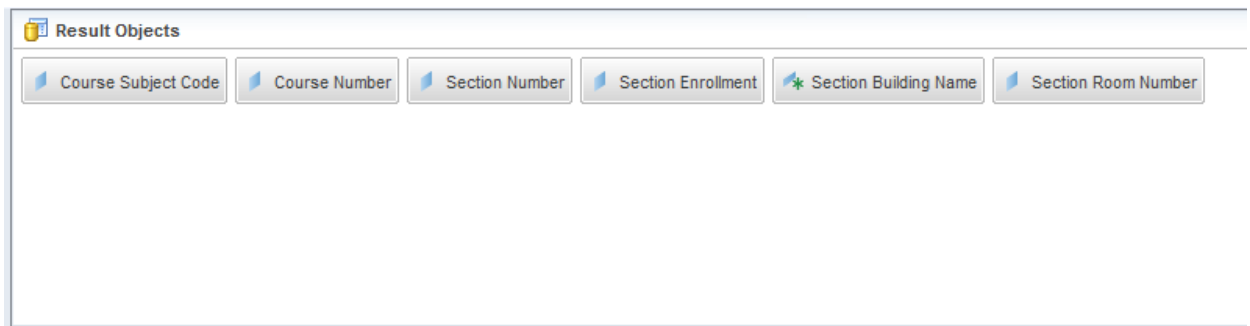 Result Objects
Course Subject Code Course Number Section Number Section Enrollment Section Building Name Section Room Number